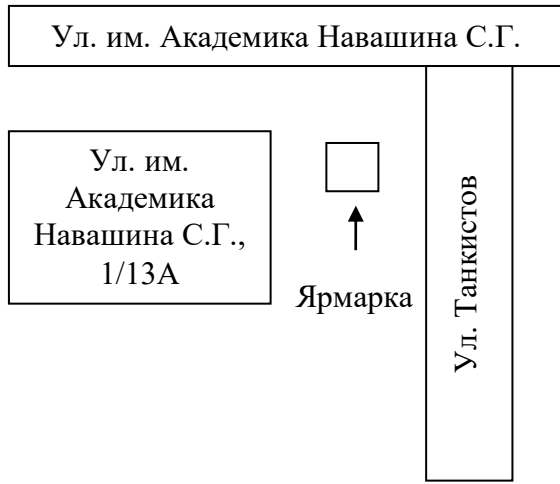 Ул. им. Академика Навашина С.Г.
Ул. им.
Академика
Навашина С.Г.,
1/13А
Ярмарка
Ул. Танкистов